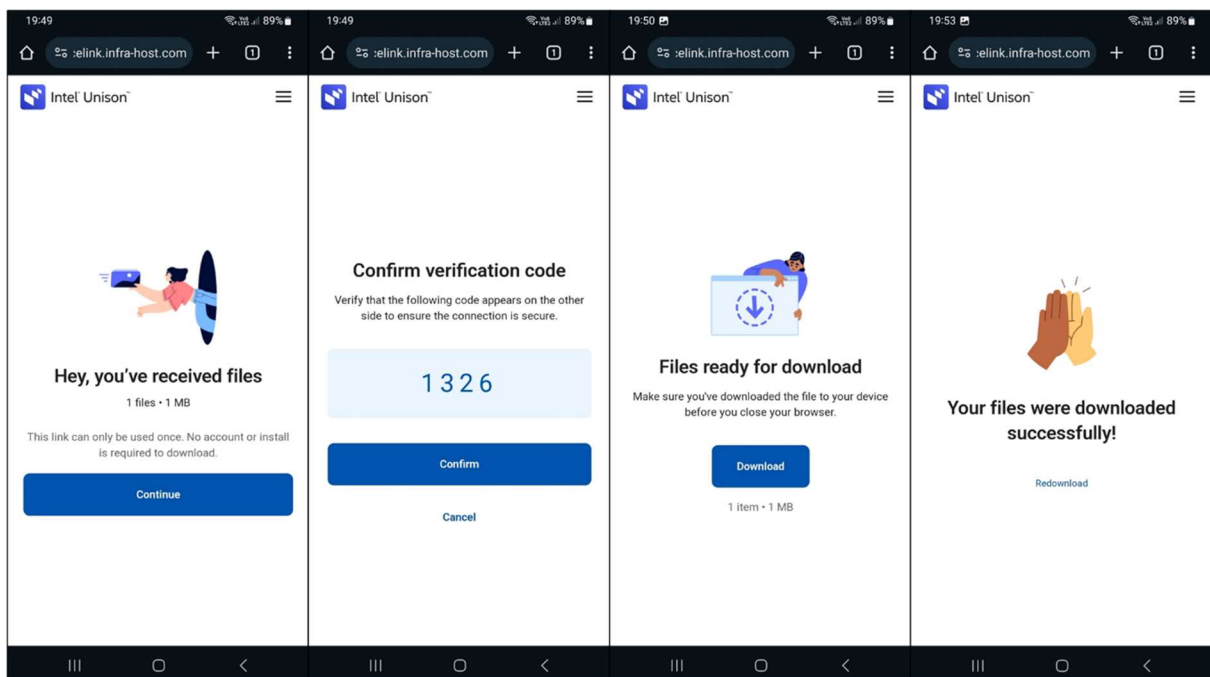 19:49
89%
:elink.infra-host.com
1
Intel Unison™
Hey, you've received files
1 files • 1 MB
This link can only be used once. No account or install
is required to download.
Continue
19:49
89%
:elink.infra-host.com
1
Intel Unison™
Confirm verification code
Verify that the following code appears on the other
side to ensure the connection is secure.
1326
Confirm
Cancel
19:50
89%
:elink.infra-host.com
1
Intel Unison™
Files ready for download
Make sure you've downloaded the file to your device
before you close your browser.
Download
1 item • 1 MB
19:53
89%
:elink.infra-host.com
1
Intel Unison™
Your files were downloaded
successfully!
Redownload